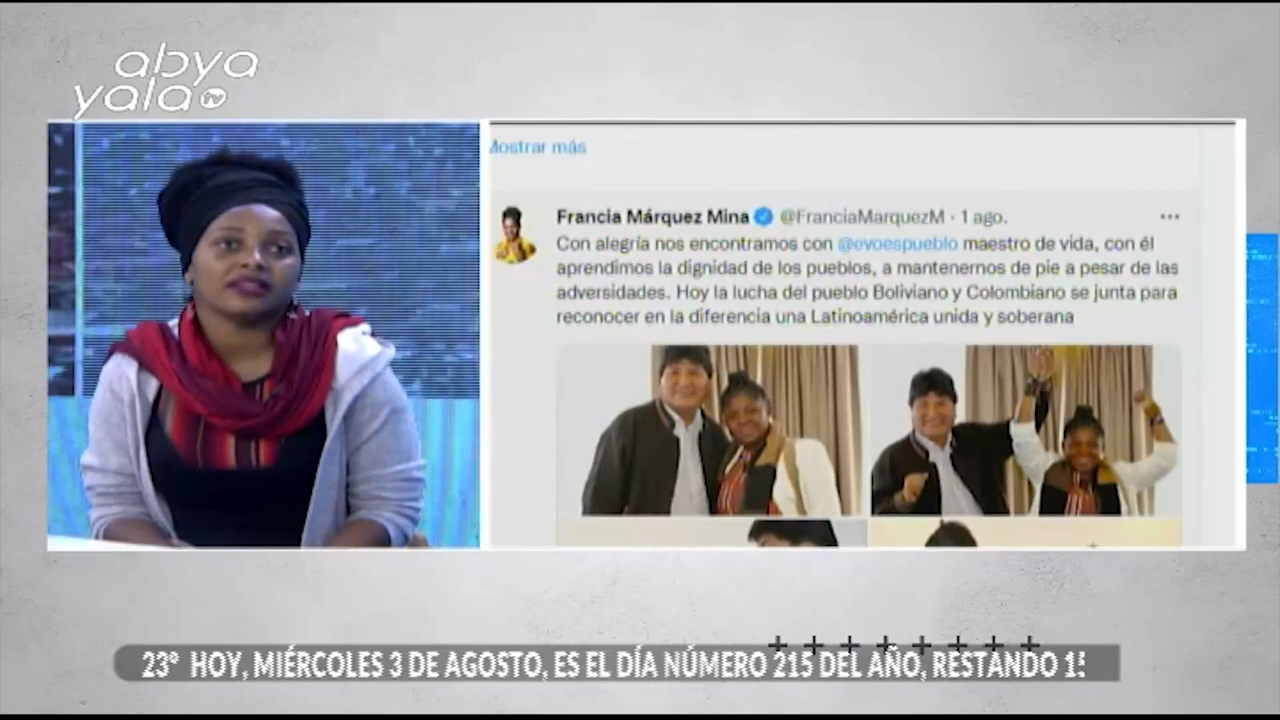 abya
yala tv
Mostrar más
Francia Márquez Mina @FranciaMarquezM · 1 ago.
Con alegría nos encontramos con @evoespueblo maestro de vida, con él
aprendimos la dignidad de los pueblos, a mantenernos de pie a pesar de las
adversidades. Hoy la lucha del pueblo Boliviano y Colombiano se junta para
reconocer en la diferencia una Latinoamérica unida y soberana
23° HOY, MIÉRCOLES 3 DE AGOSTO, ES EL DÍA NÚMERO 215 DEL AÑO, RESTANDO